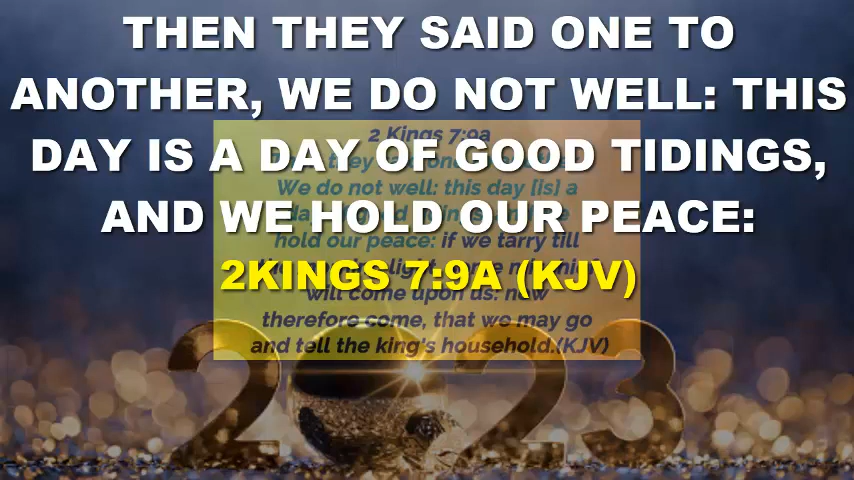 THEN THEY SAID ONE TO
ANOTHER, WE DO NOT WELL: THIS
DAY IS A DAY OF GOOD TIDINGS,
AND WE HOLD OUR PEACE:
2KINGS 7:9A (KJV)
2 Kings 7:9a
We do not well: this day [is] a
hold our peace: if we tarry till
will come upon us: now
therefore come, that we may go
and tell the king's household.(KJV)
2023